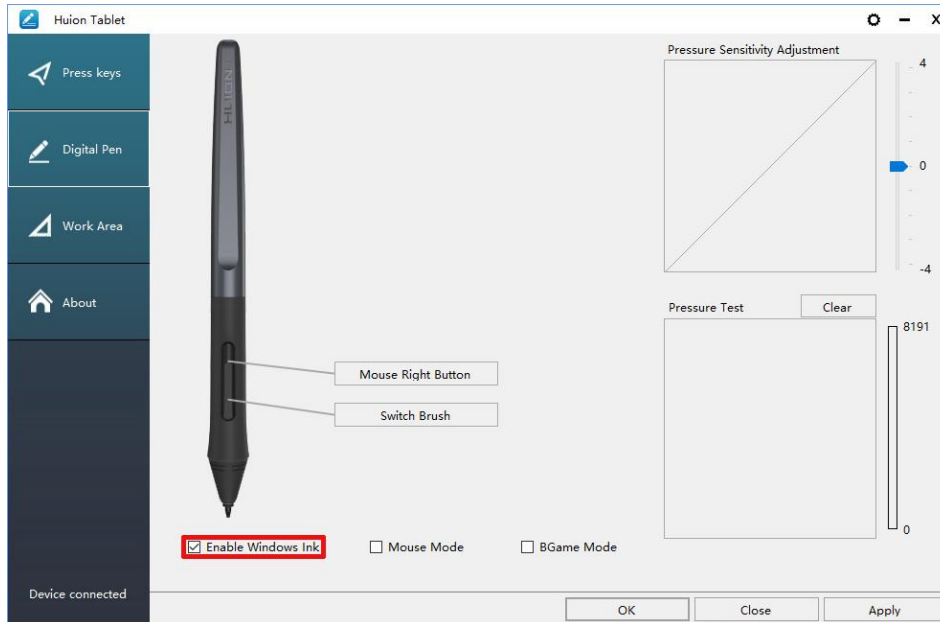 Huion Tablet
Press keys
Digital Pen
Work Area
About
Device connected
HUION
Mouse Right Button
Switch Brush
Enable Windows Ink
Mouse Mode
BGame Mode
Pressure Sensitivity Adjustment
4
0
-4
Pressure Test
Clear
8191
0
OK
Close
Apply